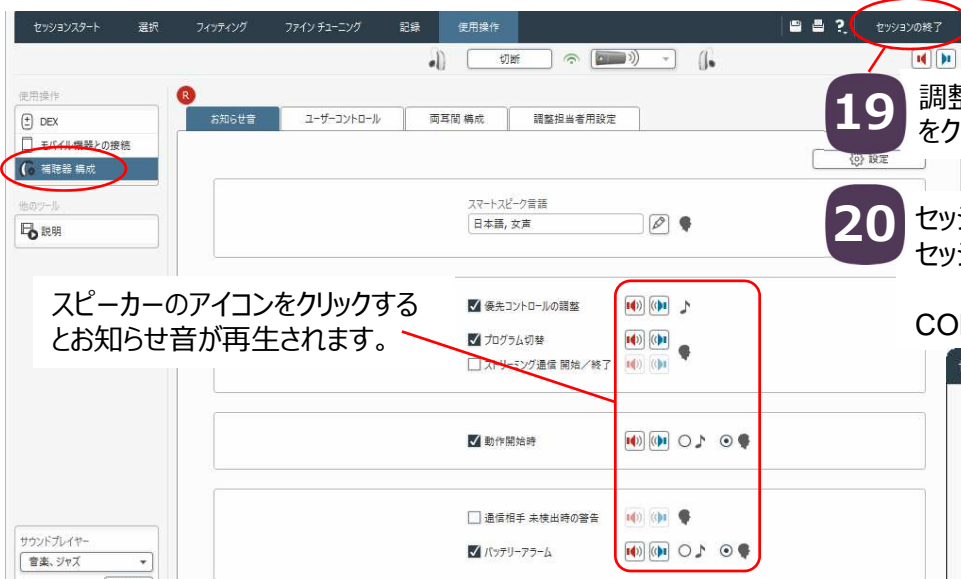 セッションスタート 選択 フィッティング ファインチューニング 記録 使用操作 ? セッションの終了
切断
使用操作
DEX
モバイル機器との接続
補聴器 構成
他のツール
説明
R
お知らせ音 ユーザーコントロール 両耳間 構成 調整担当者用設定
設定
スマートスピーク言語
日本語, 女声
優先コントロールの調整
プログラム切替
ストリーミング通信 開始/終了
動作開始時
通信相手 未検出時の警告
バッテリーアラーム
スピーカーのアイコンをクリックする
とお知らせ音が再生されます。
サウンドプレイヤー
音楽、ジャズ
19 調整
をク
20 セッ
セッ